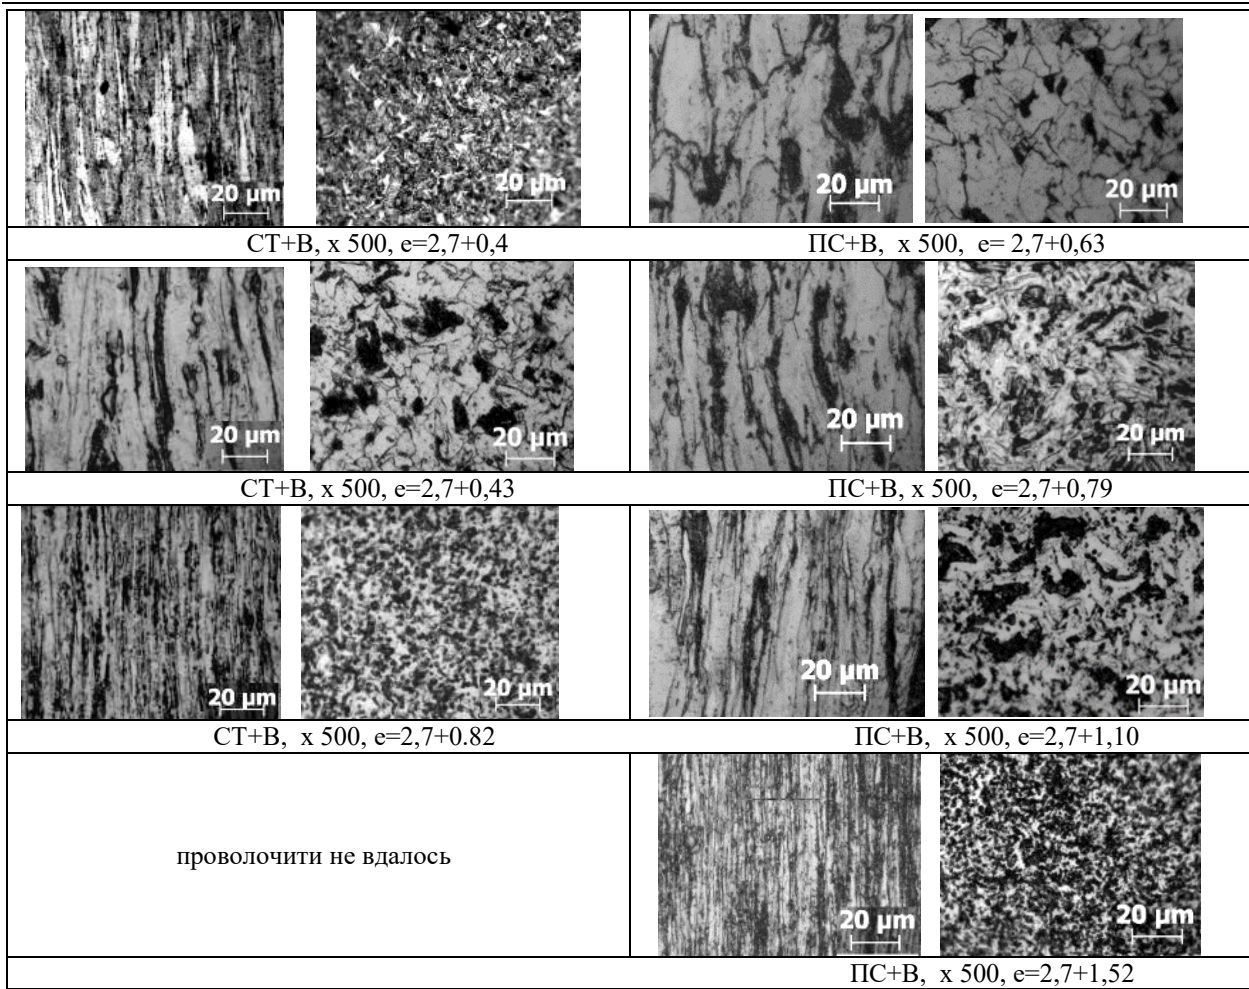 20 µm
20 µm
20 µm
20 µm
СТ+В, х 500, е=2,7+0,4
ПС+В, х 500, е= 2,7+0,63
20 µm
20 µm
20 µm
20 µm
СТ+В, х 500, е=2,7+0,43
ПС+В, х 500, е=2,7+0,79
20 µm
20 µm
20 µm
20 µm
СТ+В, х 500, е=2,7+0.82
ПС+В, х 500, е=2,7+1,10
проволочити не вдалось
20 µm
20 µm
ПС+В, х 500, е=2,7+1,52